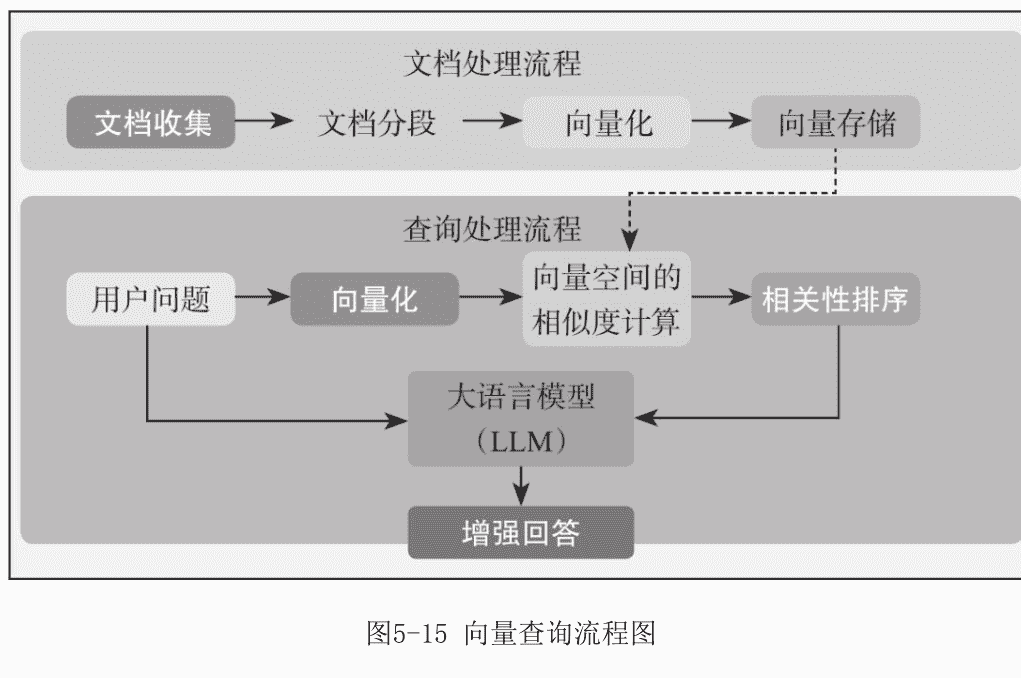 文档处理流程
文档收集
文档分段
向量化
向量存储
查询处理流程
用户问题
向量化
向量空间的
相似度计算
相关性排序
大语言模型
（LLM）
增强回答
图5-15 向量查询流程图